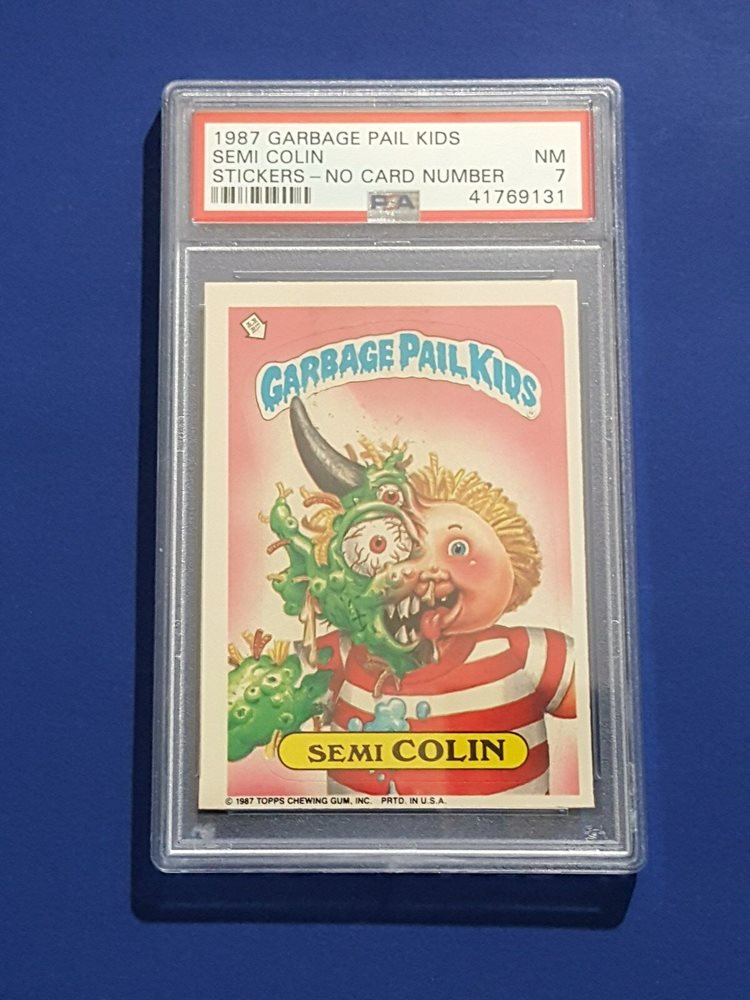 1987 GARBAGE PAIL KIDS
SEMI COLIN NM
STICKERS – NO CARD NUMBER 7
PSA 41769131
GARBAGE PAIL KIDS
SEMI COLIN
© 1987 TOPPS CHEWING GUM, INC. PRTD. IN U.S.A.